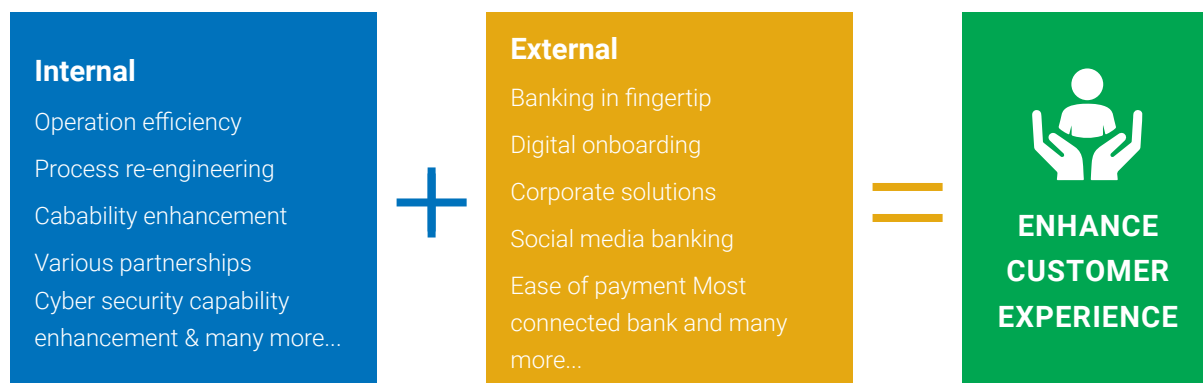 Internal
Operation efficiency
Process re-engineering
Cabability enhancement
Various partnerships
Cyber security capability
enhancement & many more...
External
Banking in fingertip
Digital onboarding
Corporate solutions
Social media banking
Ease of payment Most
connected bank and many
more...
ENHANCE
CUSTOMER
EXPERIENCE